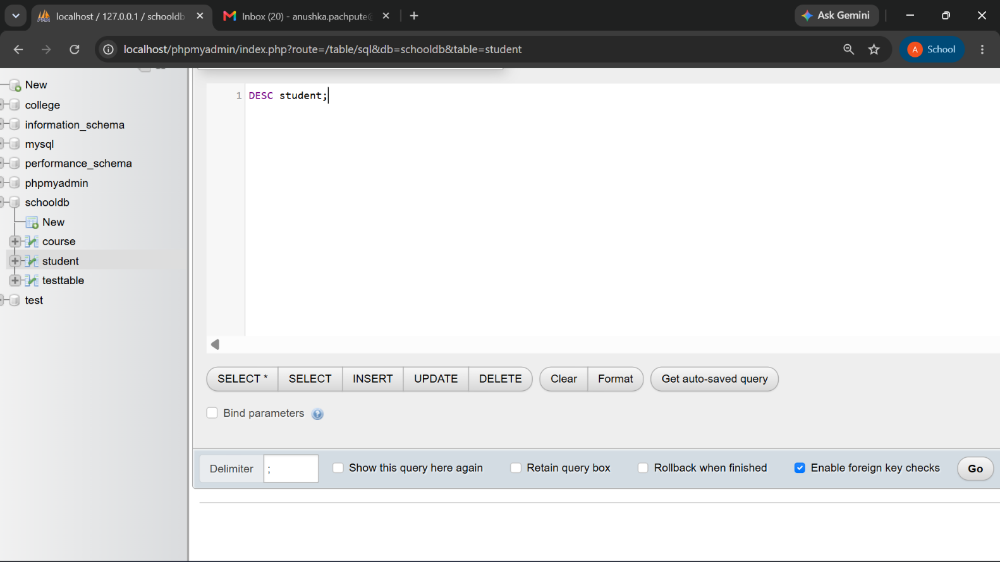 localhost / 127.0.0.1 / schooldb
Inbox (20) - anushka.pachpute@
Ask Gemini
localhost/phpmyadmin/index.php?route=/table/sql&db=schooldb&table=student
A School
New
college
information_schema
mysql
performance_schema
phpmyadmin
schooldb
New
course
student
testtable
test
1 DESC student;
SELECT * SELECT INSERT UPDATE DELETE Clear Format Get auto-saved query
Bind parameters ?
Delimiter ; Show this query here again Retain query box Rollback when finished Enable foreign key checks Go